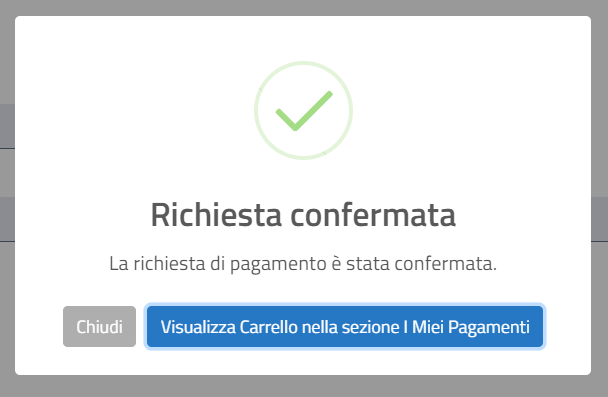 Richiesta confermata
La richiesta di pagamento è stata confermata.
Chiudi
Visualizza Carrello nella sezione I Miei Pagamenti